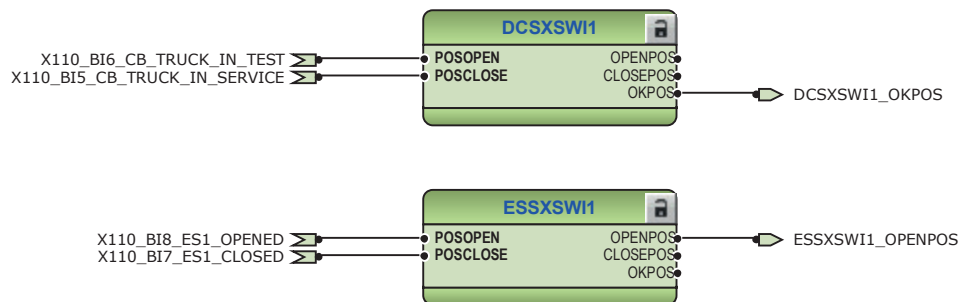 DCSXSWI1
X110_BI6_CB_TRUCK_IN_TEST POSOPEN OPENPOS
X110_BI5_CB_TRUCK_IN_SERVICE POSCLOSE CLOSEPOS
OKPOS DCSXSWI1_OKPOS
ESSXSWI1
X110_BI8_ES1_OPENED POSOPEN OPENPOS ESSXSWI1_OPENPOS
X110_BI7_ES1_CLOSED POSCLOSE CLOSEPOS
OKPOS